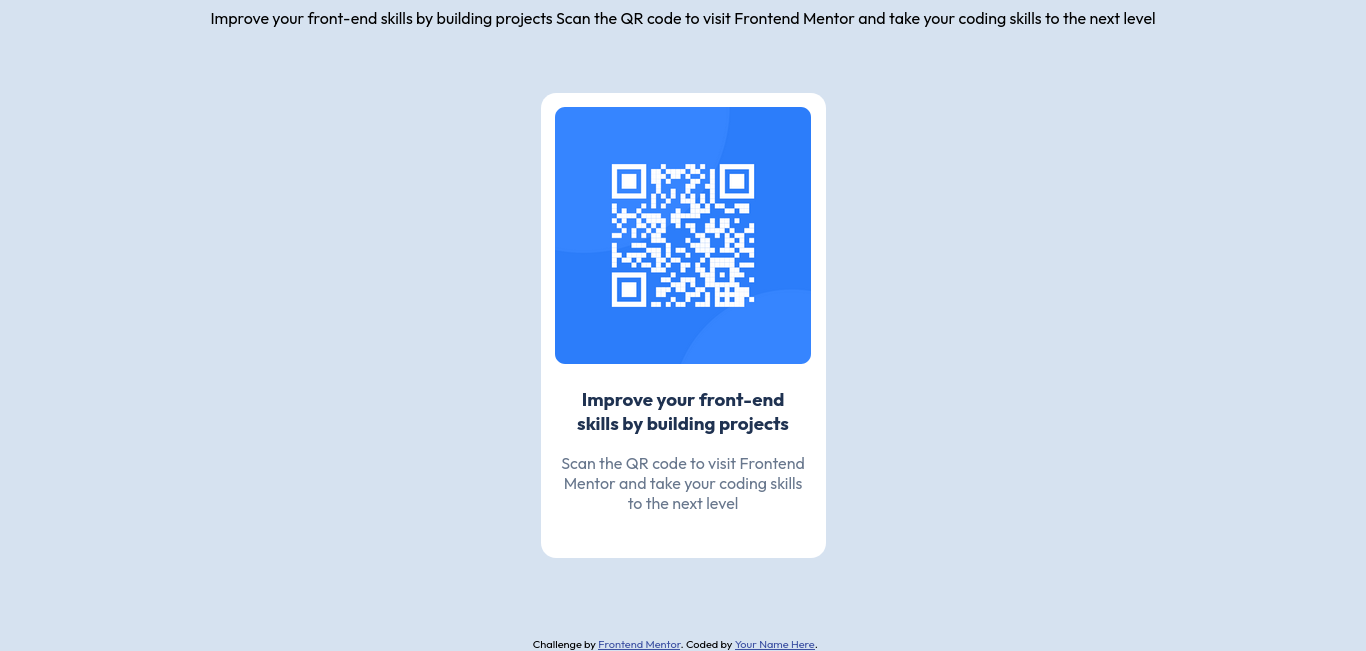 Improve your front-end skills by building projects Scan the QR code to visit Frontend Mentor and take your coding skills to the next level
Improve your front-end
skills by building projects
Scan the QR code to visit Frontend
Mentor and take your coding skills
to the next level
Challenge by Frontend Mentor. Coded by Your Name Here.